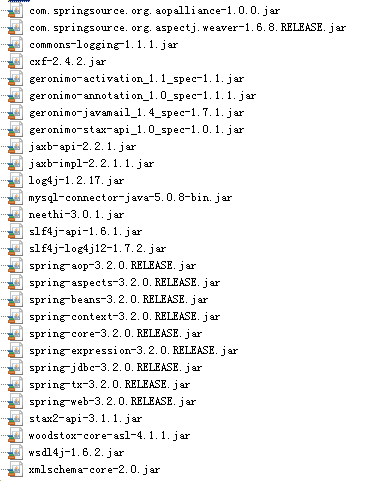 com.springsource.org.aopalliance-1.0.0.jar
com.springsource.org.aspectj.weaver-1.6.8.RELEASE.jar
commons-logging-1.1.1.jar
cxf-2.4.2.jar
geronimo-activation_1.1_spec-1.1.jar
geronimo-annotation_1.0_spec-1.1.1.jar
geronimo-javamail_1.4_spec-1.7.1.jar
geronimo-stax-api_1.0_spec-1.0.1.jar
jaxb-api-2.2.1.jar
jaxb-impl-2.2.1.1.jar
log4j-1.2.17.jar
mysql-connector-java-5.0.8-bin.jar
neethi-3.0.1.jar
slf4j-api-1.6.1.jar
slf4j-log4j12-1.7.2.jar
spring-aop-3.2.0.RELEASE.jar
spring-aspects-3.2.0.RELEASE.jar
spring-beans-3.2.0.RELEASE.jar
spring-context-3.2.0.RELEASE.jar
spring-core-3.2.0.RELEASE.jar
spring-expression-3.2.0.RELEASE.jar
spring-jdbc-3.2.0.RELEASE.jar
spring-tx-3.2.0.RELEASE.jar
spring-web-3.2.0.RELEASE.jar
stax2-api-3.1.1.jar
woodstox-core-asl-4.1.1.jar
wsdl4j-1.6.2.jar
xmlschema-core-2.0.jar